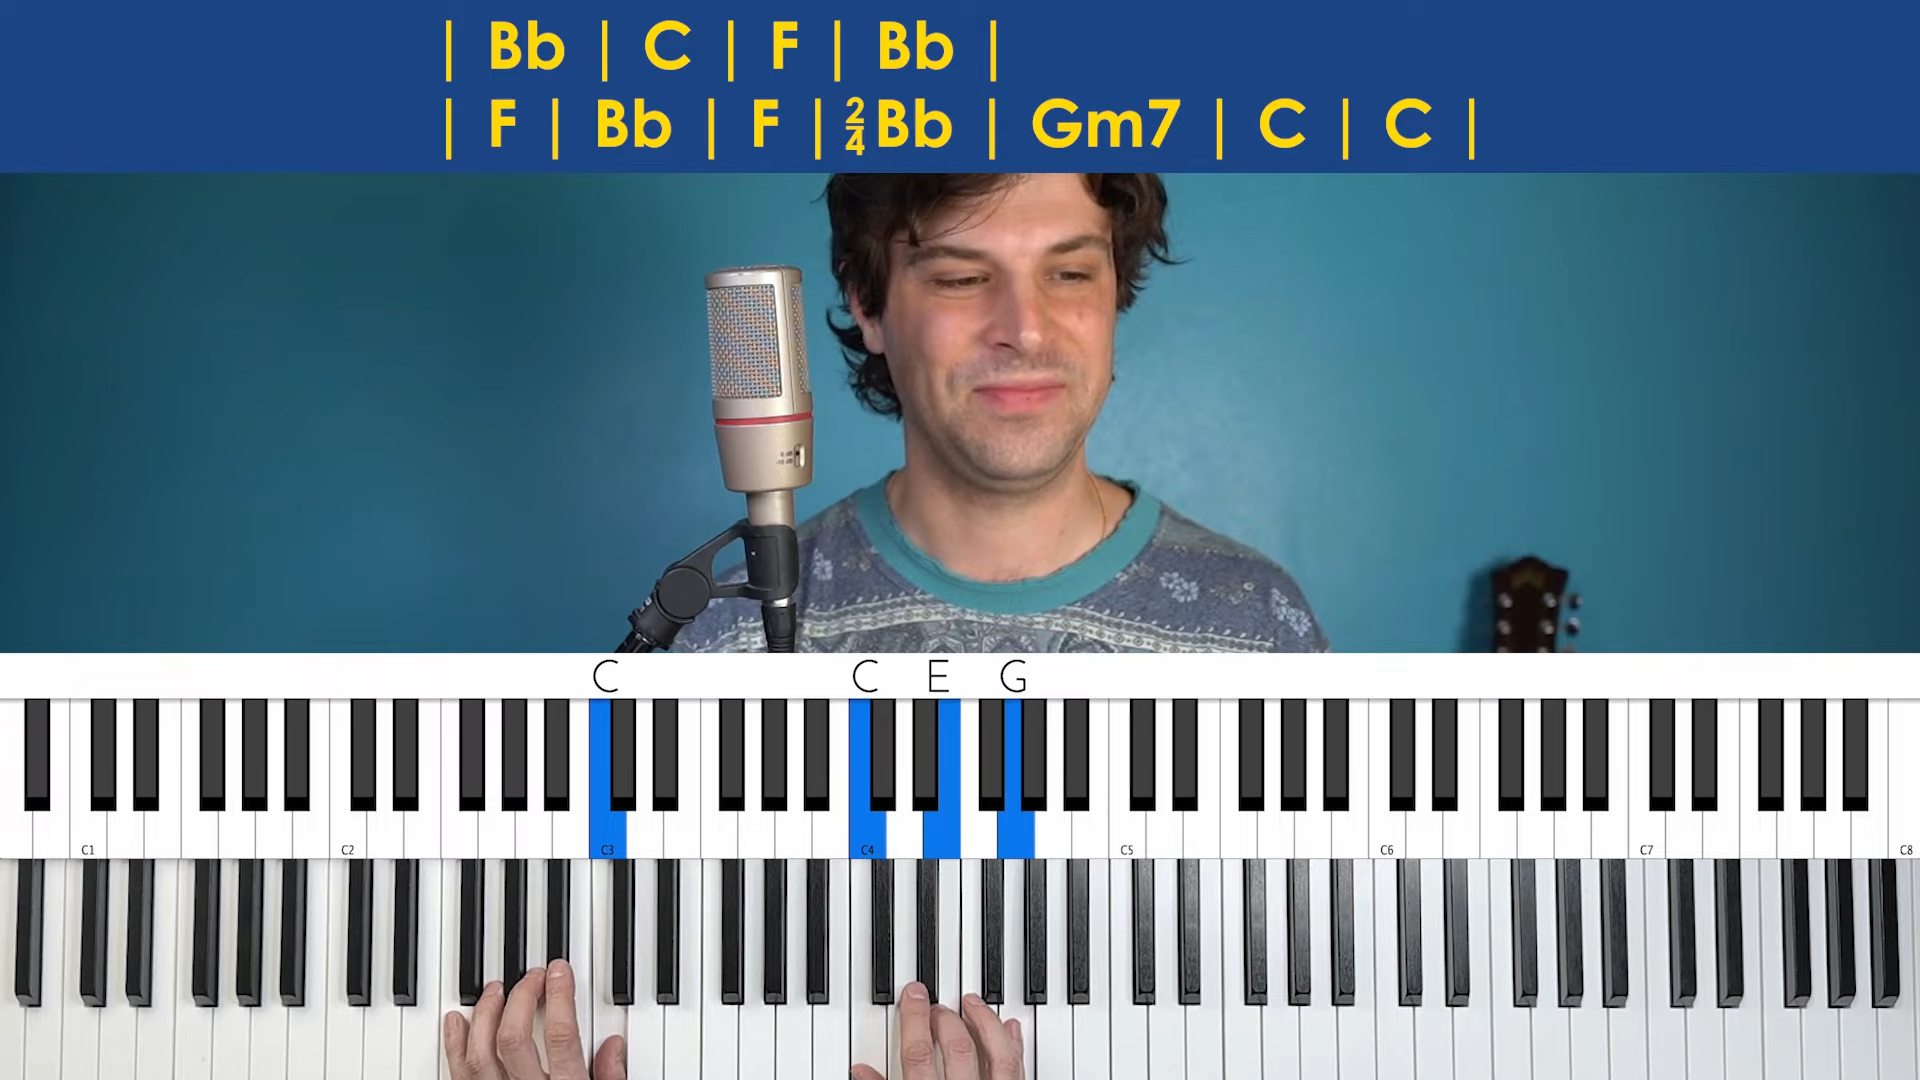 | Bb | C | F | Bb |
| F | Bb | F | 2/4 Bb | Gm7 | C | C |
C C E G
C1 C2 C3 C4 C5 C6 C7 C8